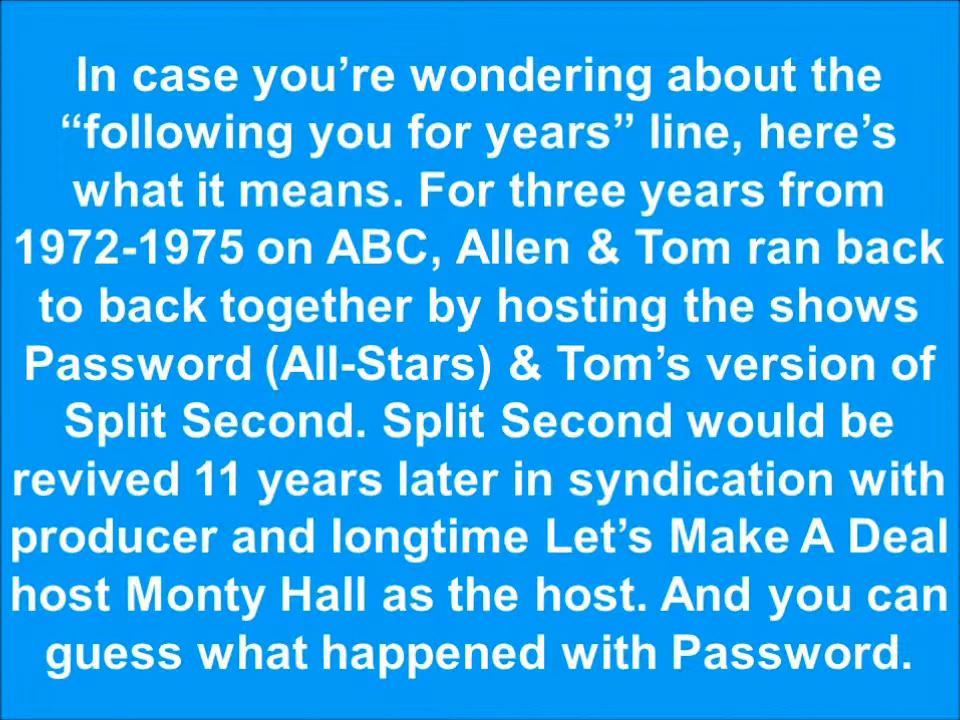 In case you’re wondering about the
“following you for years” line, here’s
what it means. For three years from
1972-1975 on ABC, Allen & Tom ran back
to back together by hosting the shows
Password (All-Stars) & Tom’s version of
Split Second. Split Second would be
revived 11 years later in syndication with
producer and longtime Let’s Make A Deal
host Monty Hall as the host. And you can
guess what happened with Password.